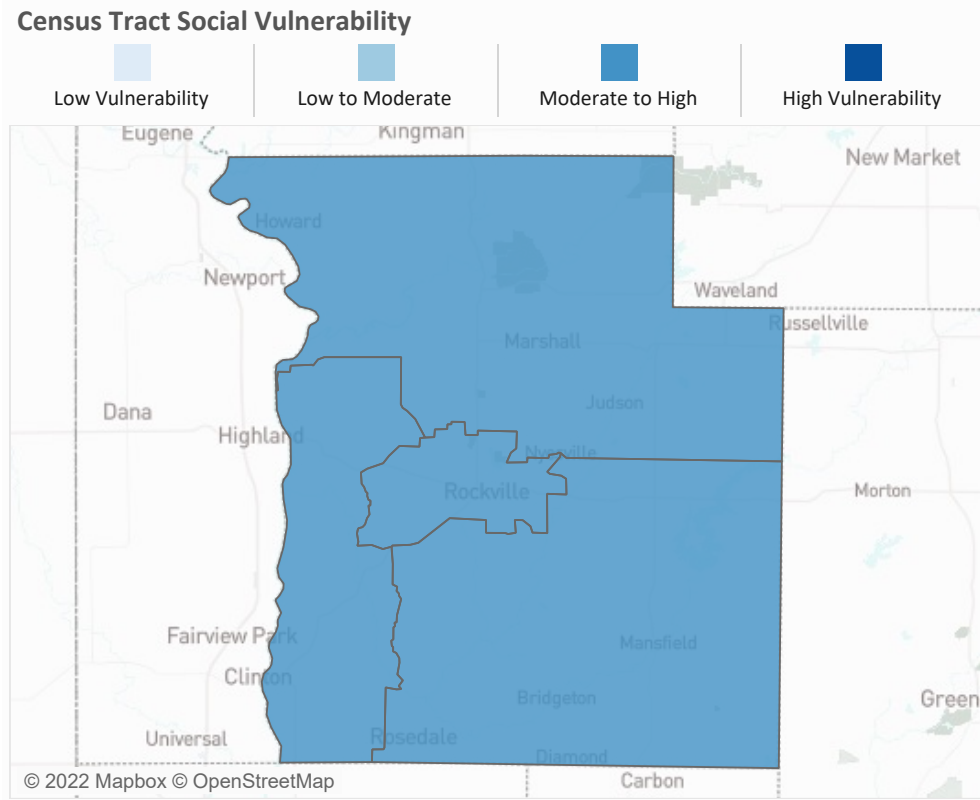 Census Tract Social Vulnerability
Low Vulnerability
Low to Moderate
Moderate to High
High Vulnerability
Eugene
Kingman
New Market
Howard
Newport
Waveland
Russellville
Marshall
Judson
Dana
Highland
Nyesville
Rockville
Morton
Fairview Park
Mansfield
Clinton
Bridgeton
Green
Universal
Rosedale
Diamond
Carbon
© 2022 Mapbox © OpenStreetMap